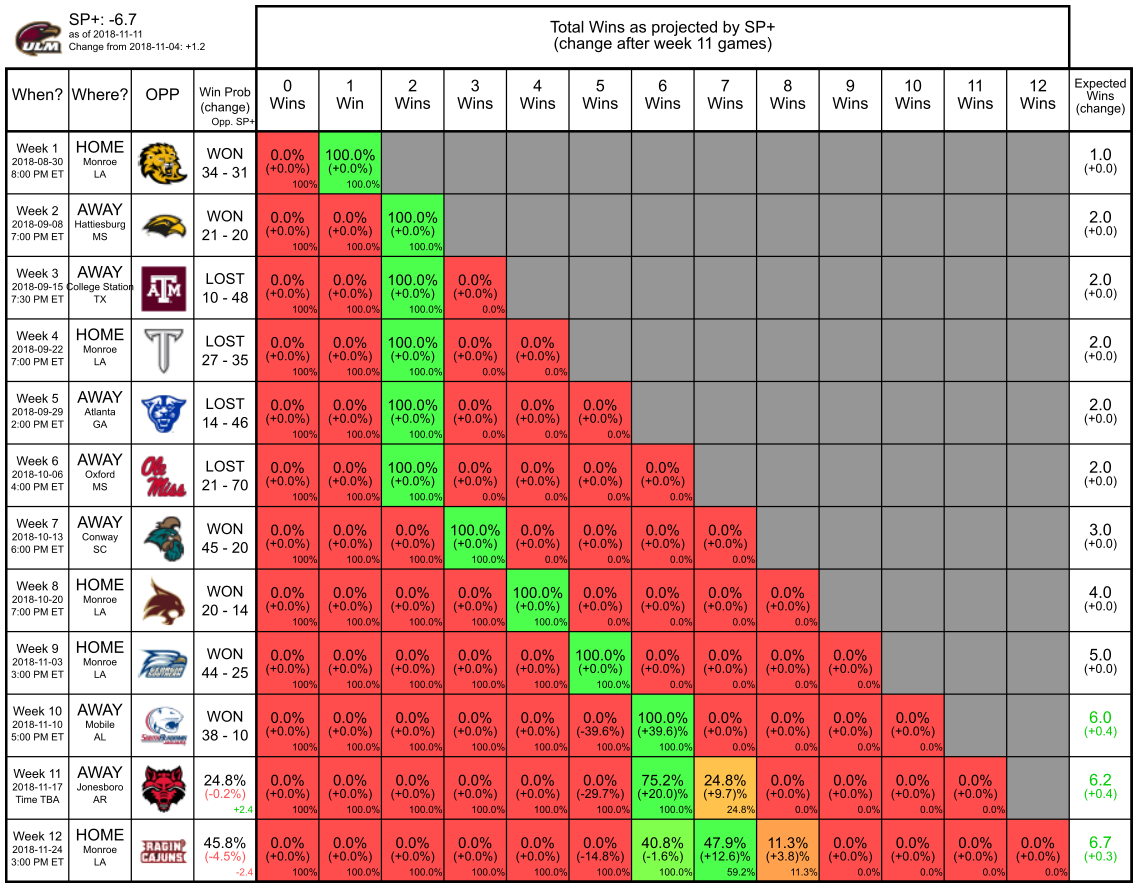 SP+: -6.7
as of 2018-11-11
Change from 2018-11-04: +1.2
ULM
Total Wins as projected by SP+
(change after week 11 games)
When? Where? OPP Win Prob (change) Opp. SP+ 0 Wins 1 Win 2 Wins 3 Wins 4 Wins 5 Wins 6 Wins 7 Wins 8 Wins 9 Wins 10 Wins 11 Wins 12 Wins Expected Wins (change)
Week 1 HOME WON 0.0% 100.0% 1.0
2018-08-30 Monroe 34 - 31 (+0.0%) (+0.0%) (+0.0)
8:00 PM ET LA 100% 100.0%
Week 2 AWAY WON 0.0% 0.0% 100.0% 2.0
2018-09-08 Hattiesburg 21 - 20 (+0.0%) (+0.0%) (+0.0%) (+0.0)
7:00 PM ET MS 100% 100.0% 100.0%
Week 3 AWAY LOST 0.0% 0.0% 100.0% 0.0% 2.0
2018-09-15 College Station ATM 10 - 48 (+0.0%) (+0.0%) (+0.0%) (+0.0%) (+0.0)
7:30 PM ET TX 100% 100.0% 100.0% 0.0%
Week 4 HOME LOST 0.0% 0.0% 100.0% 0.0% 0.0% 2.0
2018-09-22 Monroe T 27 - 35 (+0.0%) (+0.0%) (+0.0%) (+0.0%) (+0.0%) (+0.0)
7:00 PM ET LA 100% 100.0% 100.0% 0.0% 0.0%
Week 5 AWAY LOST 0.0% 0.0% 100.0% 0.0% 0.0% 0.0% 2.0
2018-09-29 Atlanta 14 - 46 (+0.0%) (+0.0%) (+0.0%) (+0.0%) (+0.0%) (+0.0%) (+0.0)
2:00 PM ET GA 100% 100.0% 100.0% 0.0% 0.0% 0.0%
Week 6 AWAY Ole LOST 0.0% 0.0% 100.0% 0.0% 0.0% 0.0% 0.0% 2.0
2018-10-06 Oxford Miss 21 - 70 (+0.0%) (+0.0%) (+0.0%) (+0.0%) (+0.0%) (+0.0%) (+0.0%) (+0.0)
4:00 PM ET MS 100% 100.0% 100.0% 0.0% 0.0% 0.0% 0.0%
Week 7 AWAY WON 0.0% 0.0% 0.0% 100.0% 0.0% 0.0% 0.0% 0.0% 3.0
2018-10-13 Conway 45 - 20 (+0.0%) (+0.0%) (+0.0%) (+0.0%) (+0.0%) (+0.0%) (+0.0%) (+0.0%) (+0.0)
6:00 PM ET SC 100% 100.0% 100.0% 100.0% 0.0% 0.0% 0.0% 0.0%
Week 8 HOME WON 0.0% 0.0% 0.0% 0.0% 100.0% 0.0% 0.0% 0.0% 0.0% 4.0
2018-10-20 Monroe 20 - 14 (+0.0%) (+0.0%) (+0.0%) (+0.0%) (+0.0%) (+0.0%) (+0.0%) (+0.0%) (+0.0%) (+0.0)
7:00 PM ET LA 100% 100.0% 100.0% 100.0% 100.0% 0.0% 0.0% 0.0% 0.0%
Week 9 HOME WON 0.0% 0.0% 0.0% 0.0% 0.0% 100.0% 0.0% 0.0% 0.0% 0.0% 5.0
2018-11-03 Monroe 44 - 25 (+0.0%) (+0.0%) (+0.0%) (+0.0%) (+0.0%) (+0.0%) (+0.0%) (+0.0%) (+0.0%) (+0.0%) (+0.0)
3:00 PM ET LA 100% 100.0% 100.0% 100.0% 100.0% 100.0% 0.0% 0.0% 0.0% 0.0%
Week 10 AWAY WON 0.0% 0.0% 0.0% 0.0% 0.0% 0.0% 100.0% 0.0% 0.0% 0.0% 0.0% 6.0
2018-11-10 Mobile 38 - 10 (+0.0%) (+0.0%) (+0.0%) (+0.0%) (+0.0%) (-39.6%) (+39.6)% (+0.0%) (+0.0%) (+0.0%) (+0.0%) (+0.4)
5:00 PM ET AL 100% 100.0% 100.0% 100.0% 100.0% 100.0% 100.0% 0.0% 0.0% 0.0% 0.0%
Week 11 AWAY 24.8% 0.0% 0.0% 0.0% 0.0% 0.0% 0.0% 75.2% 24.8% 0.0% 0.0% 0.0% 0.0% 6.2
2018-11-17 Jonesboro (-0.2%) (+0.0%) (+0.0%) (+0.0%) (+0.0%) (+0.0%) (-29.7%) (+20.0)% (+9.7)% (+0.0%) (+0.0%) (+0.0%) (+0.0%) (+0.4)
Time TBA AR +2.4 100% 100.0% 100.0% 100.0% 100.0% 100.0% 100.0% 24.8% 0.0% 0.0% 0.0% 0.0%
Week 12 HOME RAGIN' 45.8% 0.0% 0.0% 0.0% 0.0% 0.0% 0.0% 40.8% 47.9% 11.3% 0.0% 0.0% 0.0% 0.0% 6.7
2018-11-24 Monroe CAJUNS (-4.5%) (+0.0%) (+0.0%) (+0.0%) (+0.0%) (+0.0%) (-14.8%) (-1.6%) (+12.6)% (+3.8)% (+0.0%) (+0.0%) (+0.0%) (+0.0%) (+0.3)
3:00 PM ET LA -2.4 100% 100.0% 100.0% 100.0% 100.0% 100.0% 100.0% 59.2% 11.3% 0.0% 0.0% 0.0% 0.0%